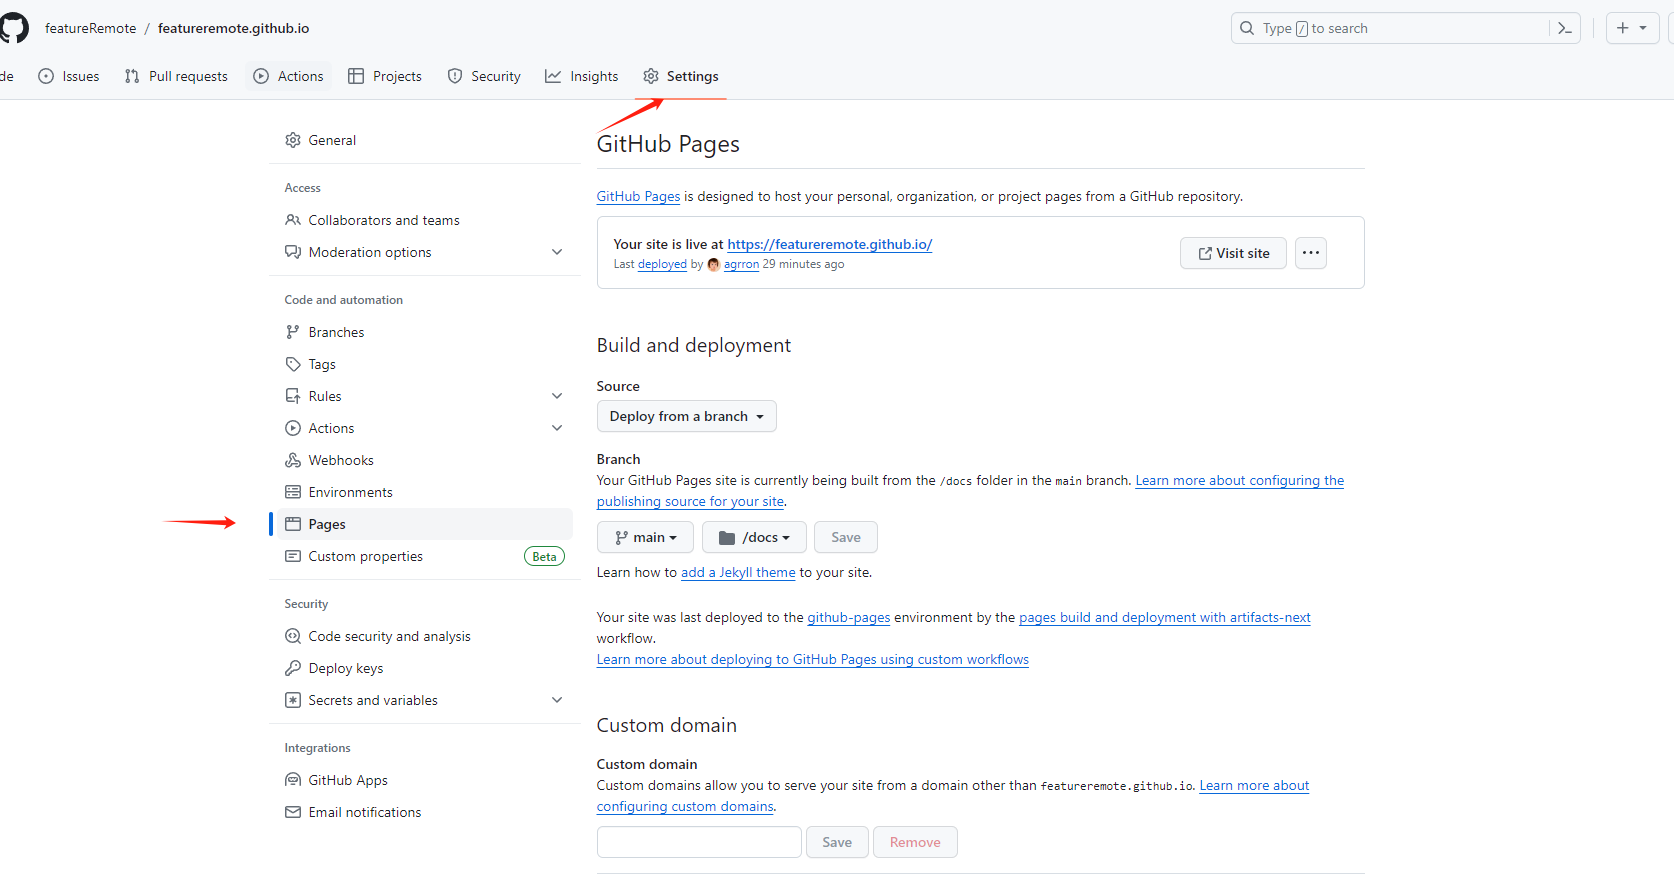 featureRemote / featureremote.github.io
Type / to search
de Issues Pull requests Actions Projects Security Insights Settings
General
Access
Collaborators and teams
Moderation options
Code and automation
Branches
Tags
Rules
Actions
Webhooks
Environments
Pages
Custom properties Beta
Security
Code security and analysis
Deploy keys
Secrets and variables
Integrations
GitHub Apps
Email notifications
GitHub Pages
GitHub Pages is designed to host your personal, organization, or project pages from a GitHub repository.
Your site is live at https://featureremote.github.io/
Last deployed by agrron 29 minutes ago
Visit site
Build and deployment
Source
Deploy from a branch
Branch
Your GitHub Pages site is currently being built from the /docs folder in the main branch. Learn more about configuring the
publishing source for your site.
main /docs Save
Learn how to add a Jekyll theme to your site.
Your site was last deployed to the github-pages environment by the pages build and deployment with artifacts-next
workflow.
Learn more about deploying to GitHub Pages using custom workflows
Custom domain
Custom domain
Custom domains allow you to serve your site from a domain other than featureremote.github.io. Learn more about
configuring custom domains.
Save Remove